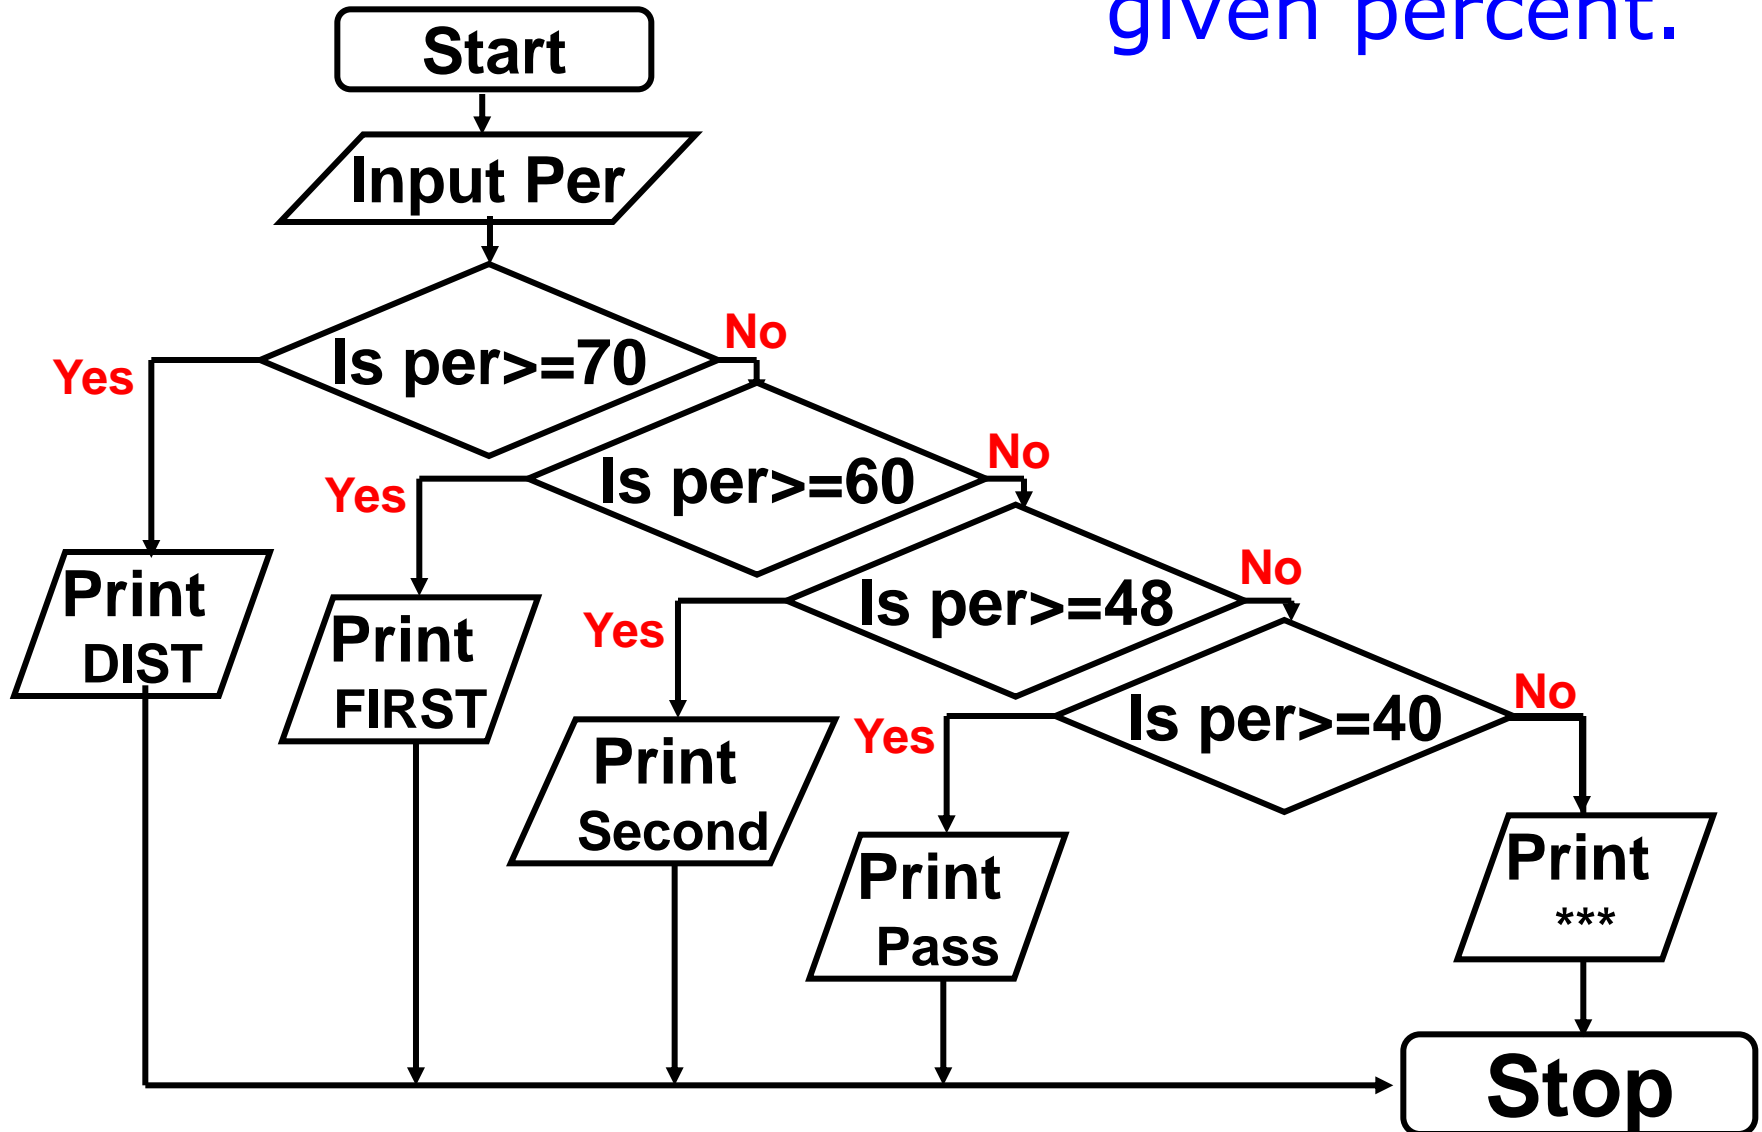 given percent.
Start
Input Per
Is per>=70
No
Yes
Is per>=60
No
Yes
Is per>=48
No
Yes
Is per>=40
No
Yes
Print
DIST
Print
FIRST
Print
Second
Print
Pass
Print
***
Stop